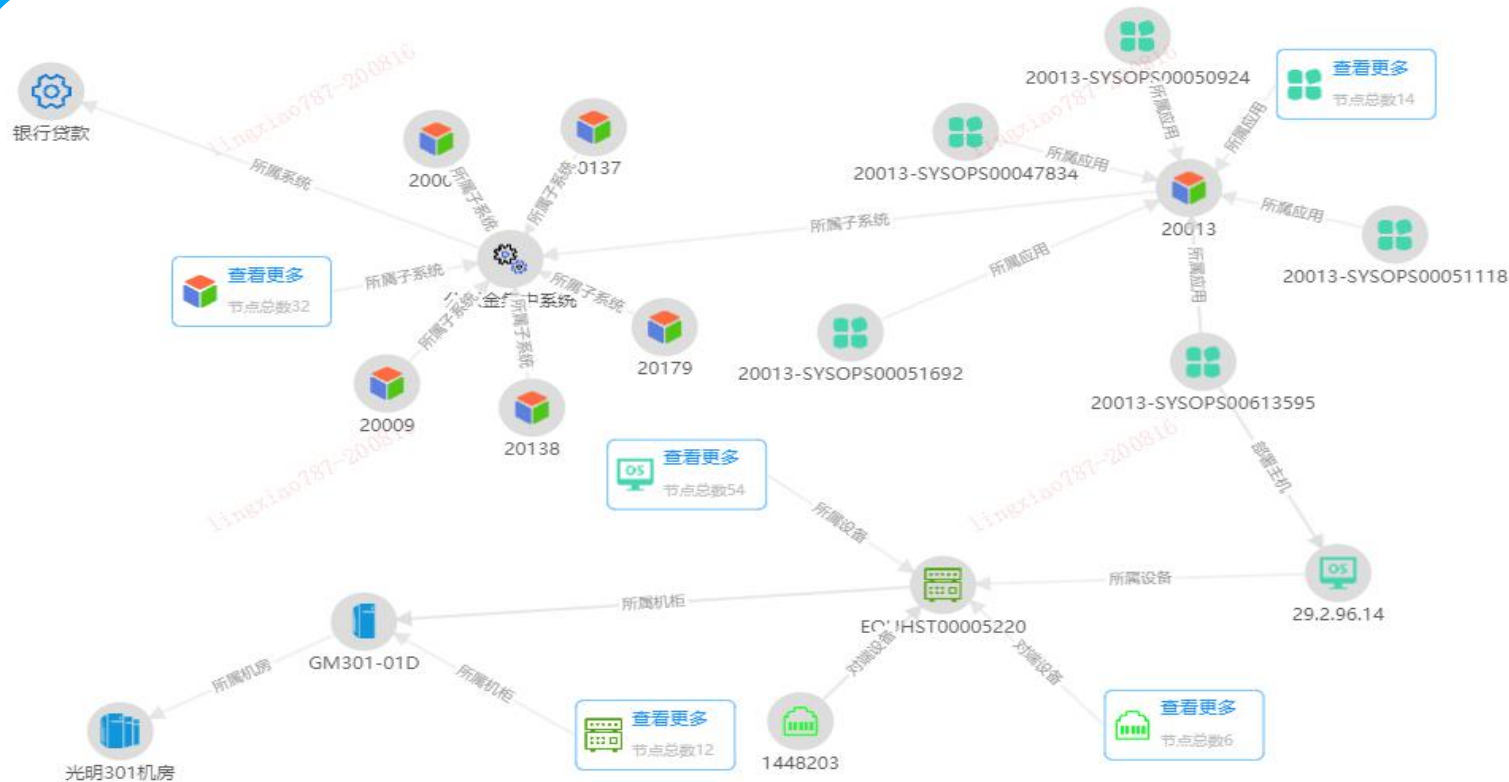 lingxiao787-200816
lingxiao787-200816
银行贷款
所属系统
所属子系统
所属子系统
0137
查看更多
节点总数32
所属子系统
所属子系统
所属子系统
所属子系统
所属子系统
20009
20138
20179
20013-SYSOPS00050924
所属应用
查看更多
节点总数14
所属应用
20013-SYSOPS00047834
所属应用
20013
所属应用
20013-SYSOPS00051118
所属应用
20013-SYSOPS00051692
所属应用
20013-SYSOPS00613595
lingxiao787-200816
lingxiao787-200816
查看更多
节点总数54
所属设备
部署主机
所属设备
29.2.96.14
所属机柜
HST00005220
GM301-01D
所属机房
所属机柜
对端设备
对端设备
查看更多
节点总数12
1448203
查看更多
节点总数6
光明301机房